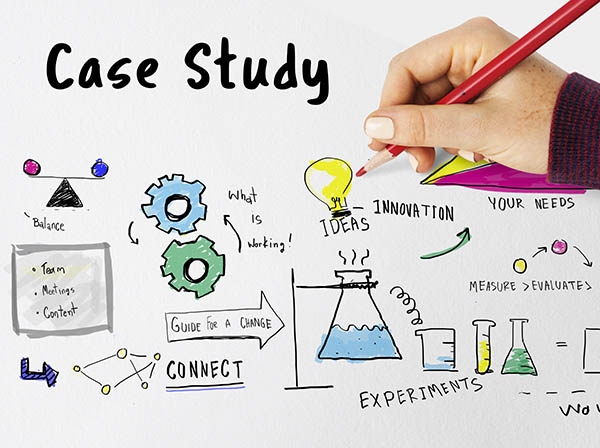 Case Study
Balance
What
Is
Working!
IDEAS
INNOVATION
YOUR NEEDS
• Team
• Meetings
• Content
MEASURE > EVALUATE >
GUIDE FOR A CHANGE
CONNECT
EXPERIMENTS